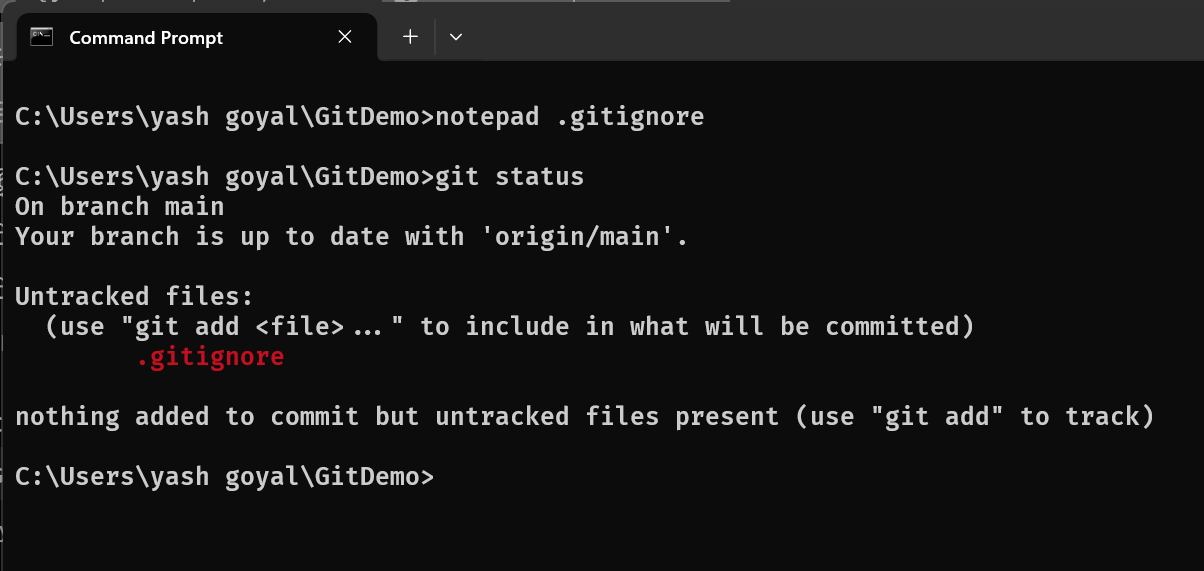 Command Prompt
C:\Users\yash goyal\GitDemo>notepad .gitignore
C:\Users\yash goyal\GitDemo>git status
On branch main
Your branch is up to date with 'origin/main'.
Untracked files:
(use "git add <file>..." to include in what will be committed)
.gitignore
nothing added to commit but untracked files present (use "git add" to track)
C:\Users\yash goyal\GitDemo>